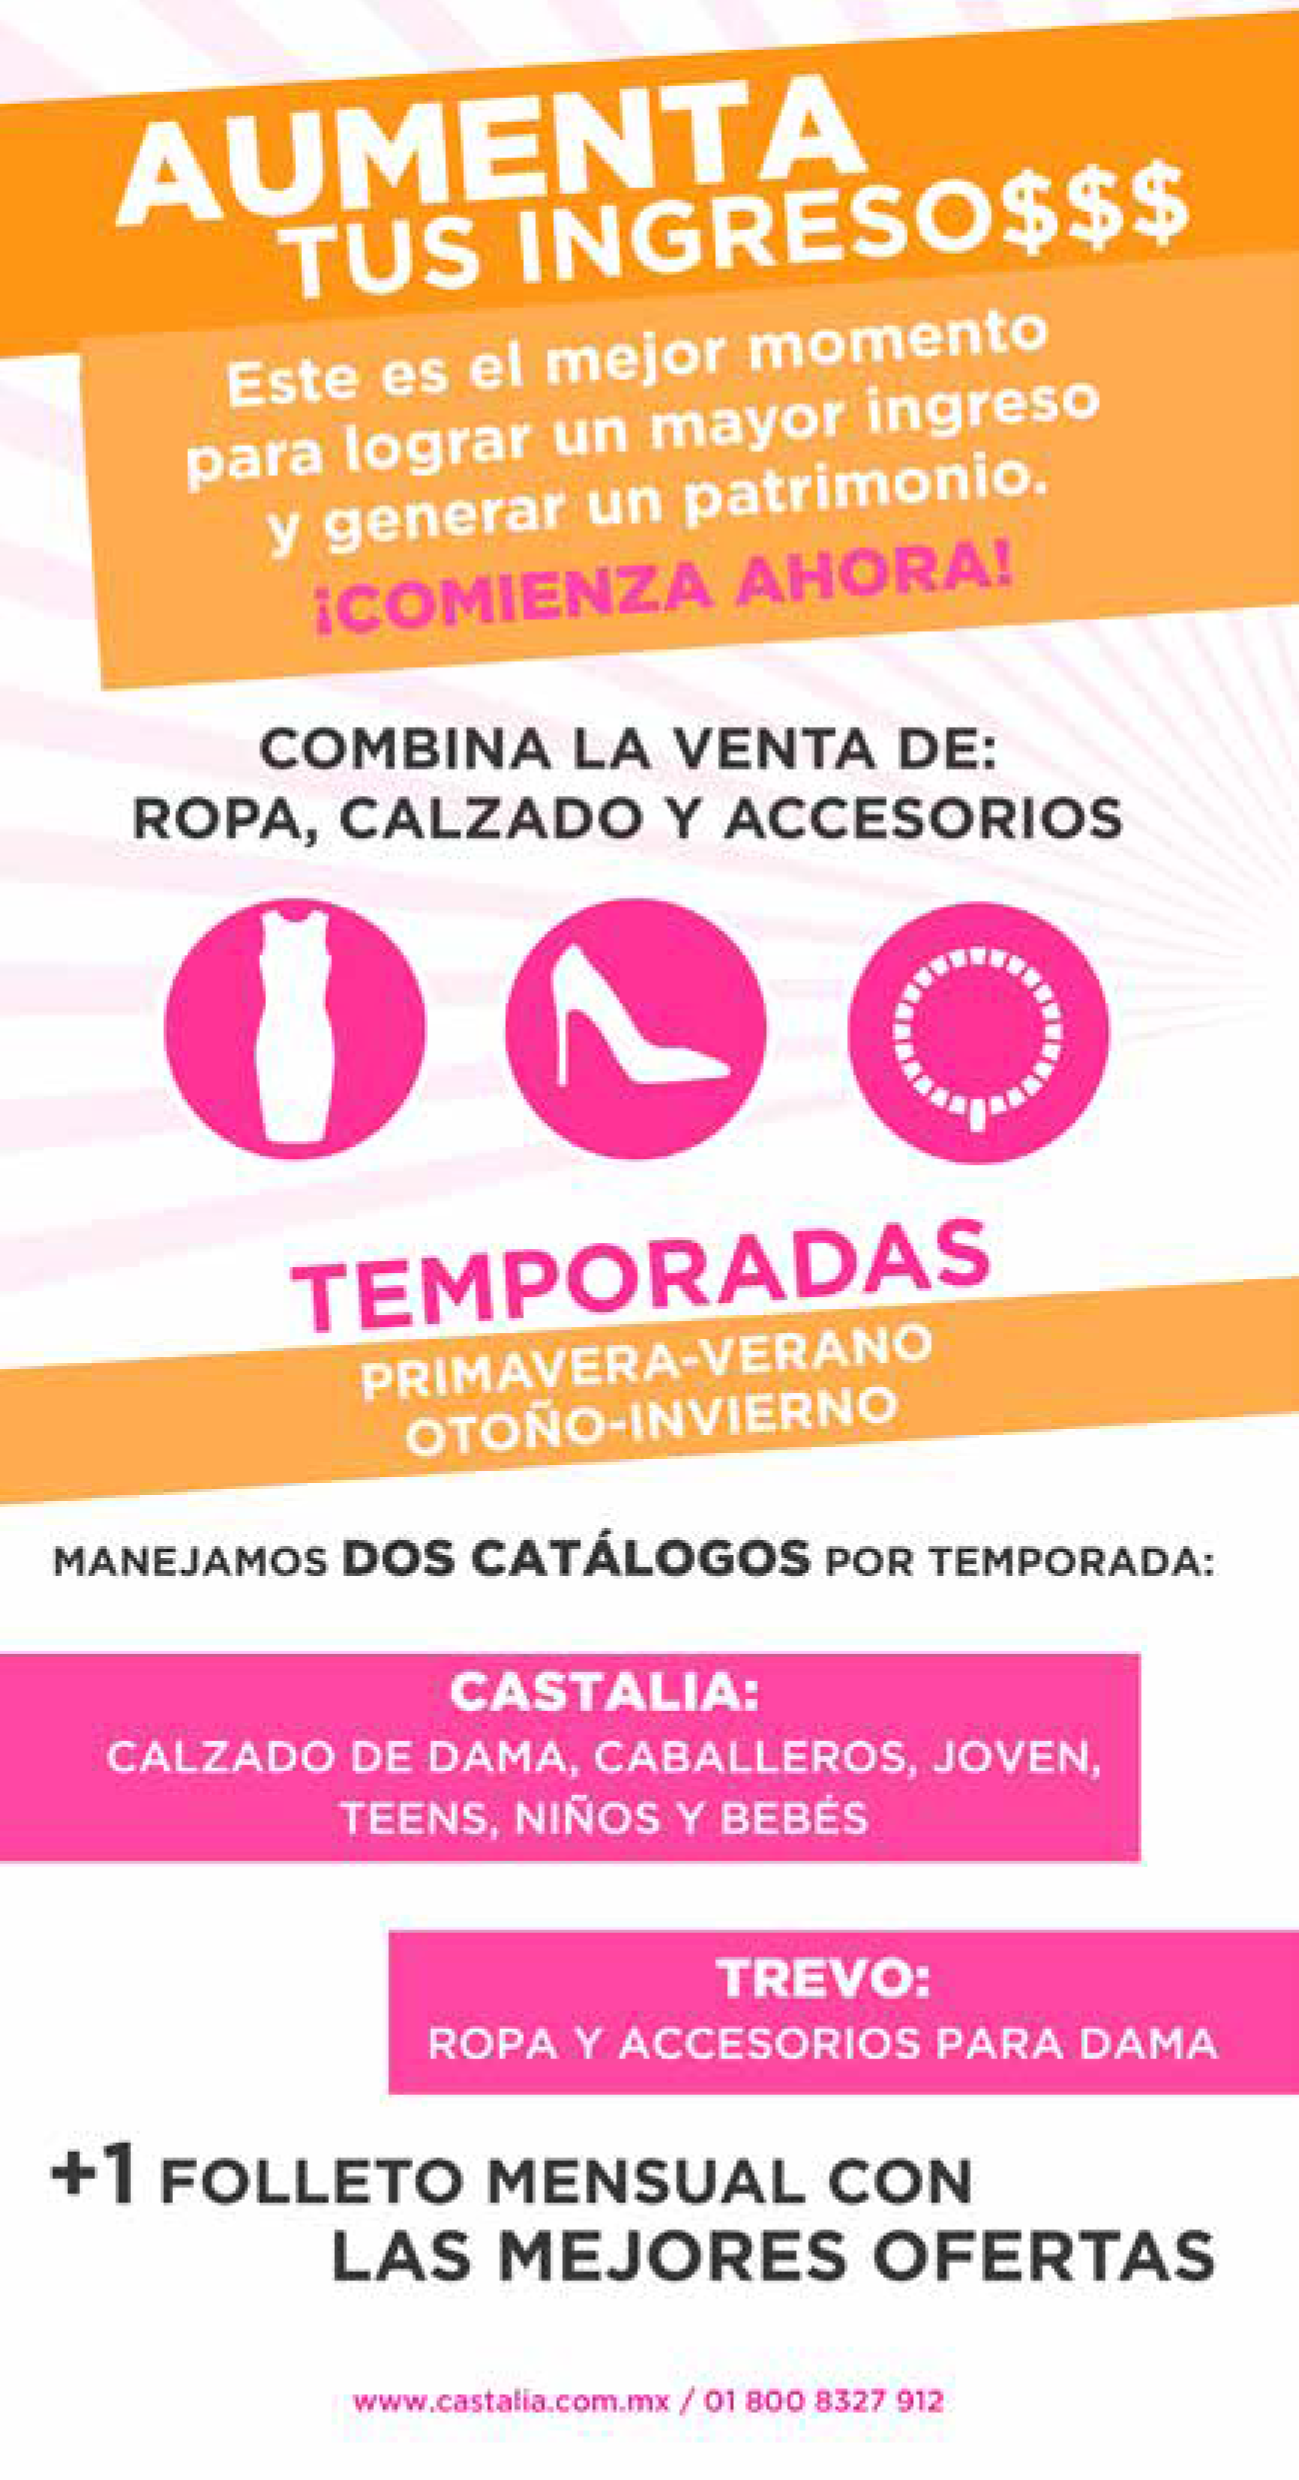 AUMENTA
TUS INGRESO$$$
Este es el mejor momento
para lograr un mayor ingreso
y generar un patrimonio.
¡COMIENZA AHORA!
COMBINA LA VENTA DE:
ROPA, CALZADO Y ACCESORIOS
TEMPORADAS
PRIMAVERA-VERANO
OTOÑO-INVIERNO
MANEJAMOS DOS CATÁLOGOS POR TEMPORADA:
CASTALIA:
CALZADO DE DAMA, CABALLEROS, JOVEN,
TEENS, NIÑOS Y BEBÉS
TREVO:
ROPA Y ACCESORIOS PARA DAMA
+1 FOLLETO MENSUAL CON
LAS MEJORES OFERTAS
www.castalia.com.mx / 01 800 8327 912